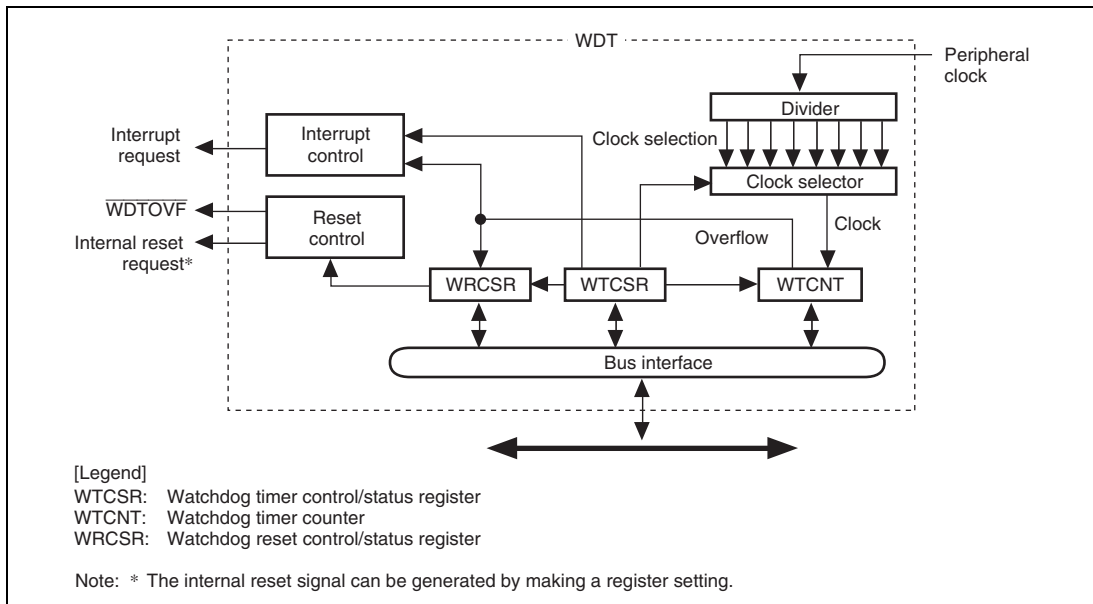 WDT
Peripheral
clock
Divider
Interrupt
request
Interrupt
control
Clock selection
Clock selector
WDTOVF
Internal reset
request*
Reset
control
Overflow
Clock
WRCSR
WTCSR
WTCNT
Bus interface
[Legend]
WTCSR: Watchdog timer control/status register
WTCNT: Watchdog timer counter
WRCSR: Watchdog reset control/status register
Note: * The internal reset signal can be generated by making a register setting.